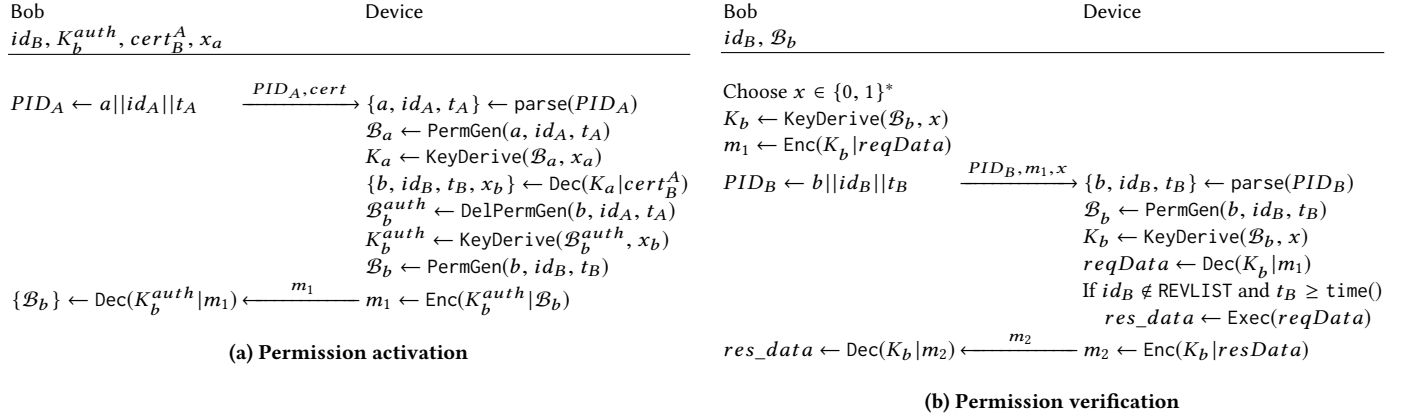 Bob Device
id_B, K_b^{auth}, cert_B^A, x_a
PID_A ← a||id_A||t_A
PID_A, cert
{a, id_A, t_A} ← parse(PID_A)
ℬ_a ← PermGen(a, id_A, t_A)
K_a ← KeyDerive(ℬ_a, x_a)
{b, id_B, t_B, x_b} ← Dec(K_a|cert_B^A)
ℬ_b^{auth} ← DelPermGen(b, id_A, t_A)
K_b^{auth} ← KeyDerive(ℬ_b^{auth}, x_b)
ℬ_b ← PermGen(b, id_B, t_B)
{ℬ_b} ← Dec(K_b^{auth}|m_1)
m_1
m_1 ← Enc(K_b^{auth}|ℬ_b)
(a) Permission activation
Bob Device
id_B, ℬ_b
Choose x ∈ {0, 1}*
K_b ← KeyDerive(ℬ_b, x)
m_1 ← Enc(K_b|reqData)
PID_B ← b||id_B||t_B
PID_B, m_1, x
{b, id_B, t_B} ← parse(PID_B)
ℬ_b ← PermGen(b, id_B, t_B)
K_b ← KeyDerive(ℬ_b, x)
reqData ← Dec(K_b|m_1)
If id_B ∉ REVLIST and t_B ≥ time()
res_data ← Exec(reqData)
res_data ← Dec(K_b|m_2)
m_2
m_2 ← Enc(K_b|resData)
(b) Permission verification